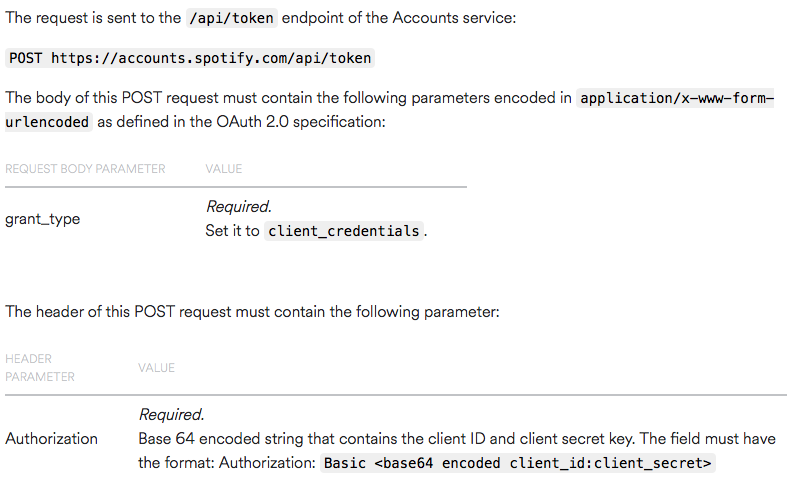 The request is sent to the /api/token endpoint of the Accounts service:
POST https://accounts.spotify.com/api/token
The body of this POST request must contain the following parameters encoded in application/x-www-form-
urlencoded as defined in the OAuth 2.0 specification:
REQUEST BODY PARAMETER VALUE
grant_type
Required.
Set it to client_credentials.
The header of this POST request must contain the following parameter:
HEADER
PARAMETER
VALUE
Authorization
Required.
Base 64 encoded string that contains the client ID and client secret key. The field must have
the format: Authorization: Basic <base64 encoded client_id:client_secret>